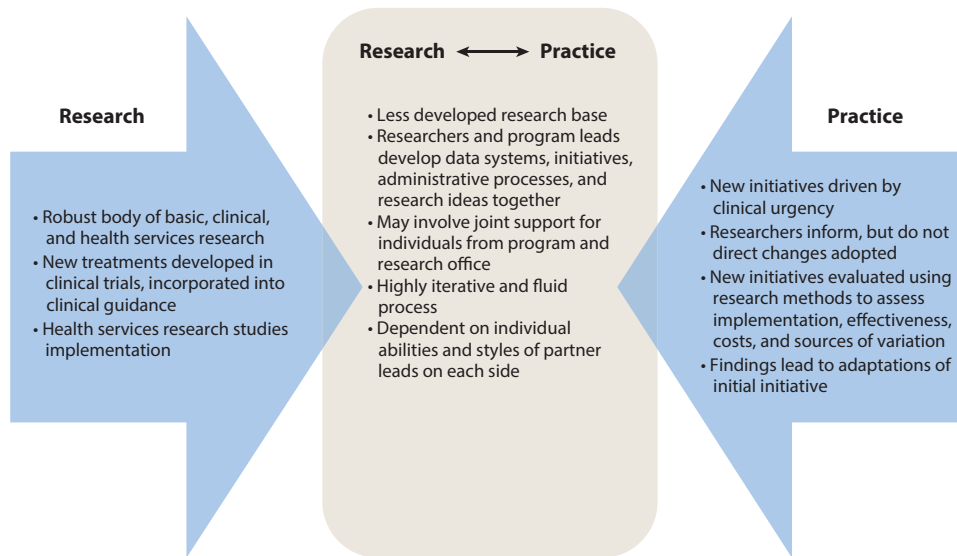 Research
• Robust body of basic, clinical,
and health services research
• New treatments developed in
clinical trials, incorporated into
clinical guidance
• Health services research studies
implementation
Research ⟷ Practice
• Less developed research base
• Researchers and program leads
develop data systems, initiatives,
administrative processes, and
research ideas together
• May involve joint support for
individuals from program and
research office
• Highly iterative and fluid
process
• Dependent on individual
abilities and styles of partner
leads on each side
Practice
• New initiatives driven by
clinical urgency
• Researchers inform, but do not
direct changes adopted
• New initiatives evaluated using
research methods to assess
implementation, effectiveness,
costs, and sources of variation
• Findings lead to adaptations of
initial initiative